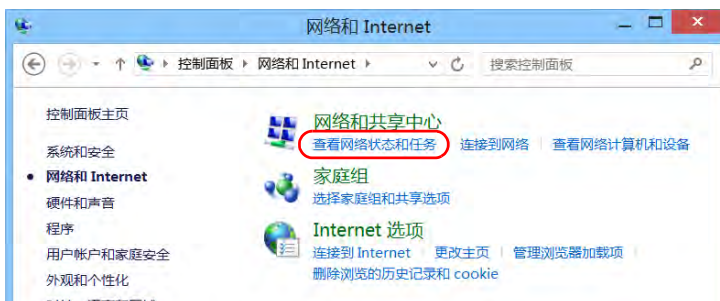 网络和 Internet
控制面板 网络和 Internet 搜索控制面板
控制面板主页
系统和安全
网络和 Internet
硬件和声音
程序
用户帐户和家庭安全
外观和个性化
网络和共享中心
查看网络状态和任务 连接到网络 查看网络计算机和设备
家庭组
选择家庭组和共享选项
Internet 选项
连接到 Internet 更改主页 管理浏览器加载项
删除浏览的历史记录和 cookie